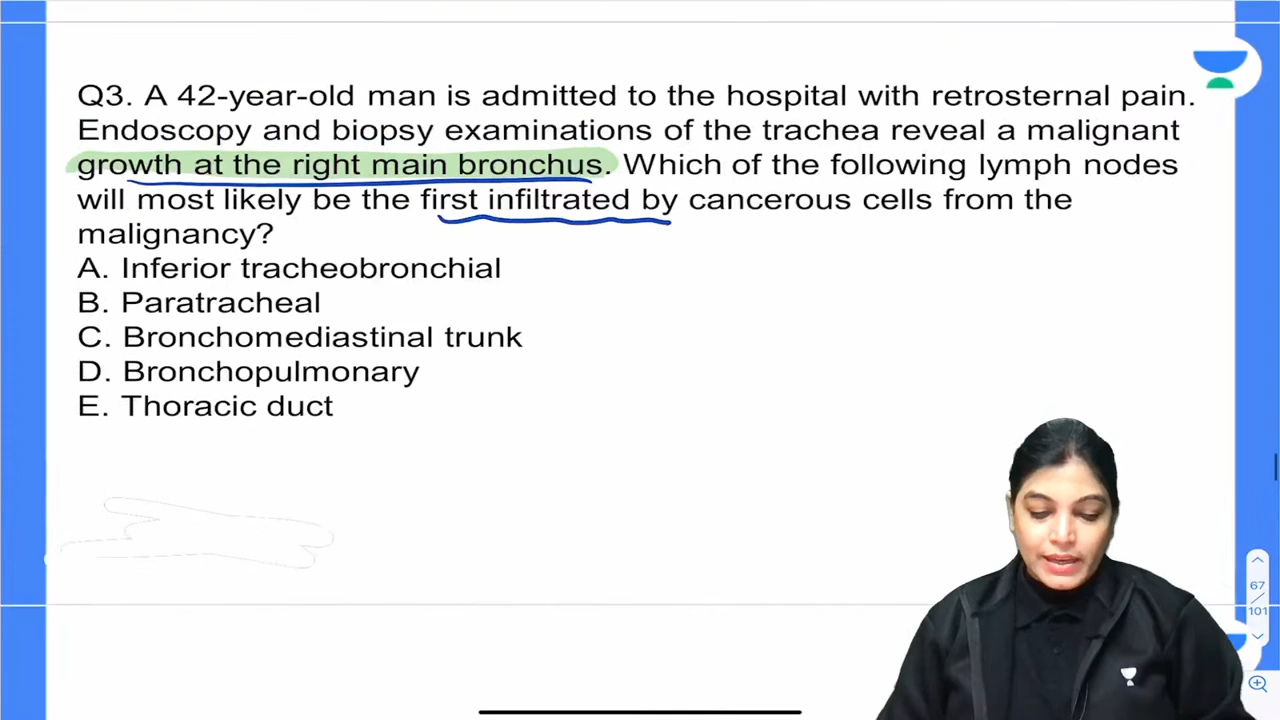 Q3. A 42-year-old man is admitted to the hospital with retrosternal pain.
Endoscopy and biopsy examinations of the trachea reveal a malignant
growth at the right main bronchus. Which of the following lymph nodes
will most likely be the first infiltrated by cancerous cells from the
malignancy?
A. Inferior tracheobronchial
B. Paratracheal
C. Bronchomediastinal trunk
D. Bronchopulmonary
E. Thoracic duct
67
/
101